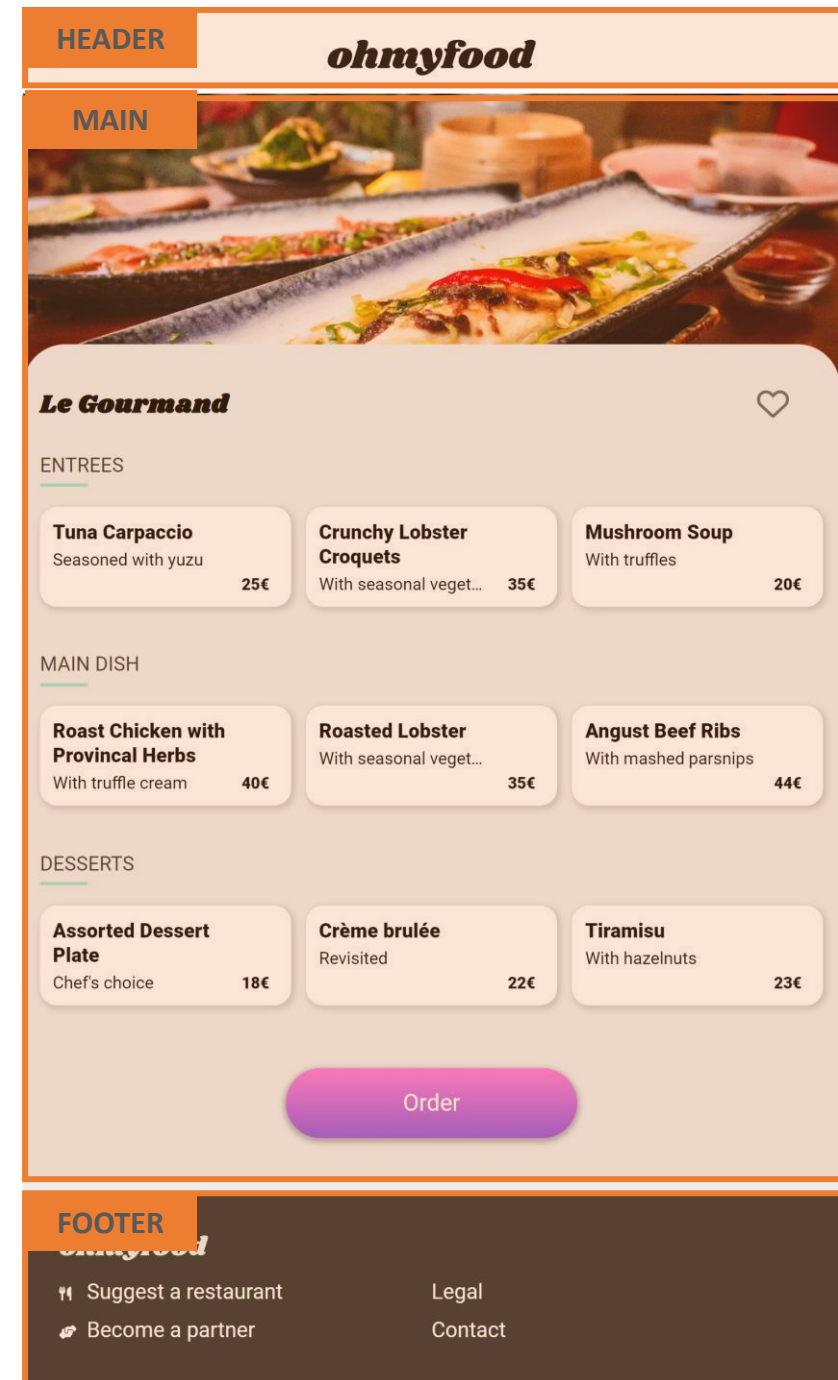 HEADER
ohmyfood
MAIN
Le Gourmand
ENTREES
Tuna Carpaccio
Seasoned with yuzu
25€
Crunchy Lobster
Croquets
With seasonal veget... 35€
Mushroom Soup
With truffles
20€
MAIN DISH
Roast Chicken with
Provincal Herbs
With truffle cream 40€
Roasted Lobster
With seasonal veget...
35€
Angust Beef Ribs
With mashed parsnips
44€
DESSERTS
Assorted Dessert
Plate
Chef's choice 18€
Crème brulée
Revisited
22€
Tiramisu
With hazelnuts
23€
Order
FOOTER
ohmyfood
Suggest a restaurant
Legal
Become a partner
Contact